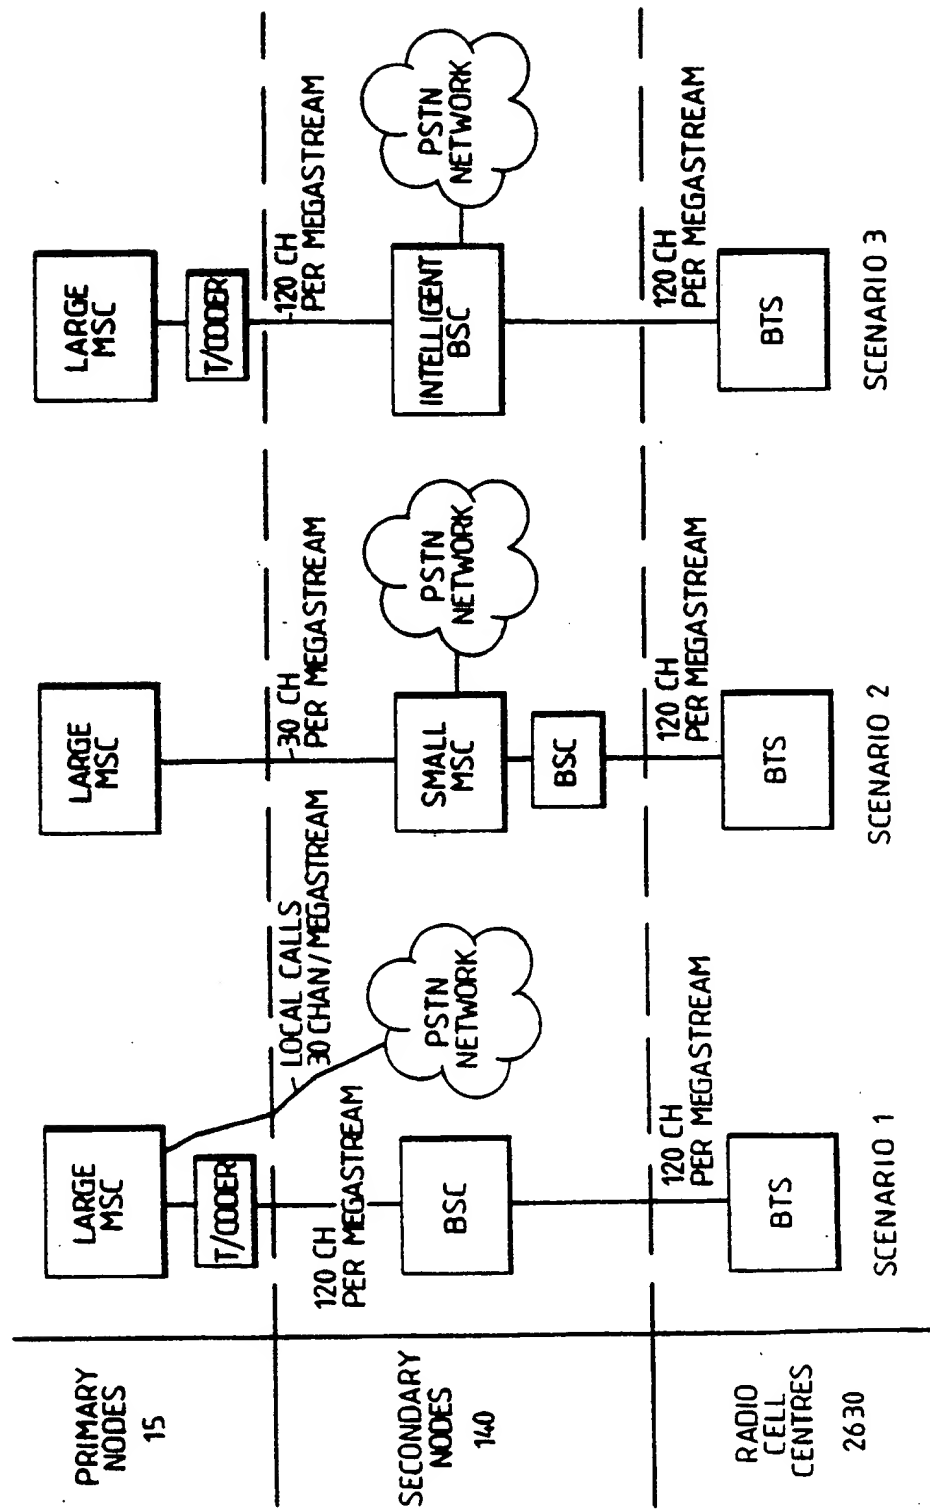 PRIMARY
NODES
15
LARGE
MSC
T/CODER
LARGE
MSC
LARGE
MSC
T/CODER
SECONDARY
NODES
140
120 CH
PER MEGASTREAM
LOCAL CALLS
30 CHAN/MEGASTREAM
BSC
PSTN
NETWORK
30 CH
PER MEGASTREAM
SMALL
MSC
BSC
PSTN
NETWORK
120 CH
PER MEGASTREAM
INTELLIGENT
BSC
PSTN
NETWORK
RADIO
CELL
CENTRES
2630
120 CH
PER MEGASTREAM
BTS
120 CH
PER MEGASTREAM
BTS
120 CH
PER MEGASTREAM
BTS
SCENARIO 1
SCENARIO 2
SCENARIO 3